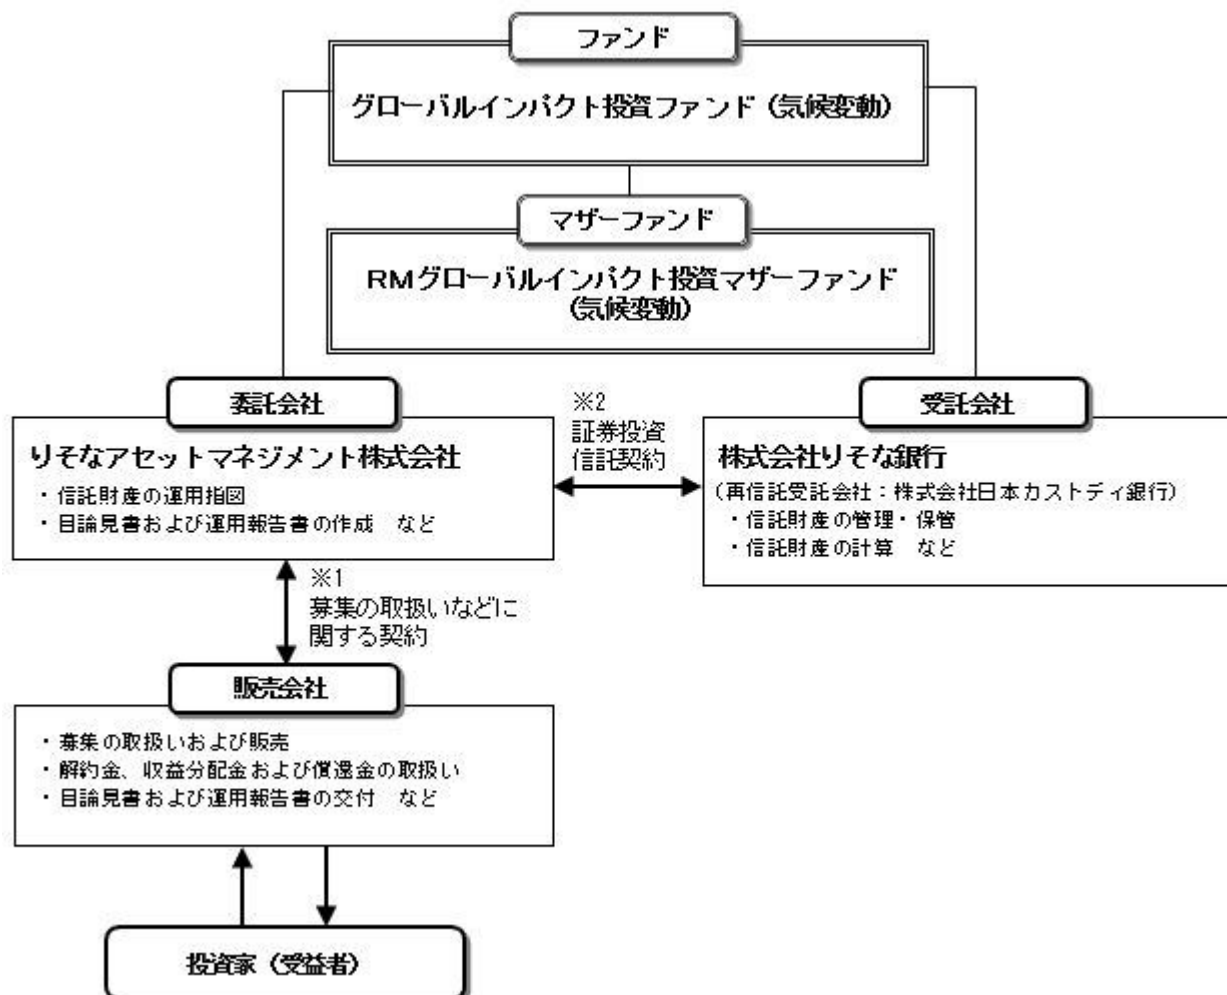 ファンド
グローバルインパクト投資ファンド（気候変動）
マザーファンド
RMグローバルインパクト投資マザーファンド
（気候変動）
委託会社
りそなアセットマネジメント株式会社
・信託財産の運用指図
・目論見書および運用報告書の作成　など
※2
証券投資
信託契約
受託会社
株式会社りそな銀行
（再信託受託会社：株式会社日本カストディ銀行）
・信託財産の管理・保管
・信託財産の計算　など
※1
募集の取扱いなどに
関する契約
販売会社
・募集の取扱いおよび販売
・解約金、収益分配金および償還金の取扱い
・目論見書および運用報告書の交付　など
投資家（受益者）